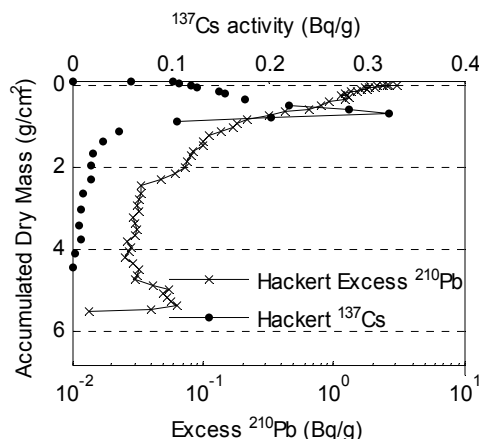 ¹³⁷Cs activity (Bq/g)
0 0.1 0.2 0.3 0.4
Accumulated Dry Mass (g/cm²)
0
2
4
6
Hackert Excess ²¹⁰Pb
Hackert ¹³⁷Cs
10⁻² 10⁻¹ 10⁰ 10¹
Excess ²¹⁰Pb (Bq/g)